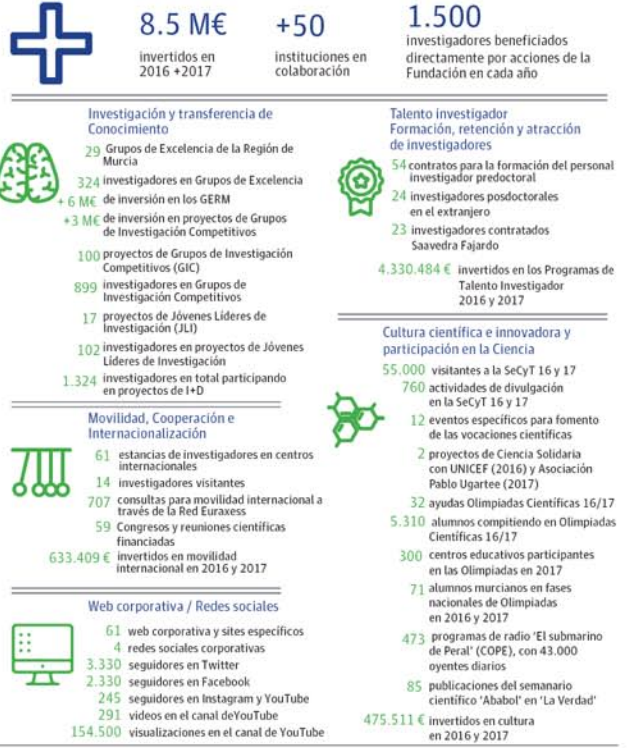 8.5 M€
invertidos en
2016 +2017
+50
instituciones en
colaboración
1.500
investigadores beneficiados
directamente por acciones de la
Fundación en cada año
Investigación y transferencia de
Conocimiento
29 Grupos de Excelencia de la Región de
Murcia
324 investigadores en Grupos de Excelencia
+ 6 M€ de inversión en los GERM
+3 M€ de inversión en proyectos de Grupos
de Investigación Competitivos
100 proyectos de Grupos de Investigación
Competitivos (GIC)
899 investigadores en Grupos de
Investigación Competitivos
17 proyectos de Jóvenes Líderes de
Investigación (JLI)
102 investigadores en proyectos de Jóvenes
Líderes de Investigación
1.324 investigadores en total participando
en proyectos de I+D
Movilidad, Cooperación e
Internacionalización
61 estancias de investigadores en centros
internacionales
14 investigadores visitantes
707 consultas para movilidad internacional a
través de la Red Euraxess
59 Congresos y reuniones científicas
financiadas
633.409 € invertidos en movilidad
internacional en 2016 y 2017
Web corporativa / Redes sociales
61 web corporativa y sites específicos
4 redes sociales corporativas
3.330 seguidores en Twitter
2.330 seguidores en Facebook
245 seguidores en Instagram y YouTube
291 videos en el canal deYouTube
154.500 visualizaciones en el canal de YouTube
Talento investigador
Formación, retención y atracción
de investigadores
54 contratos para la formación del personal
investigador predoctoral
24 investigadores posdoctorales
en el extranjero
23 investigadores contratados
Saavedra Fajardo
4.330.484 € invertidos en los Programas de
Talento Investigador
2016 y 2017
Cultura científica e innovadora y
participación en la Ciencia
55.000 visitantes a la SeCyT 16 y 17
760 actividades de divulgación
en la SeCyT 16 y 17
12 eventos específicos para fomento
de las vocaciones científicas
2 proyectos de Ciencia Solidaria
con UNICEF (2016) y Asociación
Pablo Ugartee (2017)
32 ayudas Olimpiadas Científicas 16/17
5.310 alumnos compitiendo en Olimpiadas
Científicas 16/17
300 centros educativos participantes
en las Olimpiadas en 2017
71 alumnos murcianos en fases
nacionales de Olimpiadas
en 2016 y 2017
473 programas de radio 'El submarino
de Peral' (COPE), con 43.000
oyentes diarios
85 publicaciones del semanario
científico 'Ababol' en 'La Verdad'
475.511 € invertidos en cultura
en 2016 y 2017